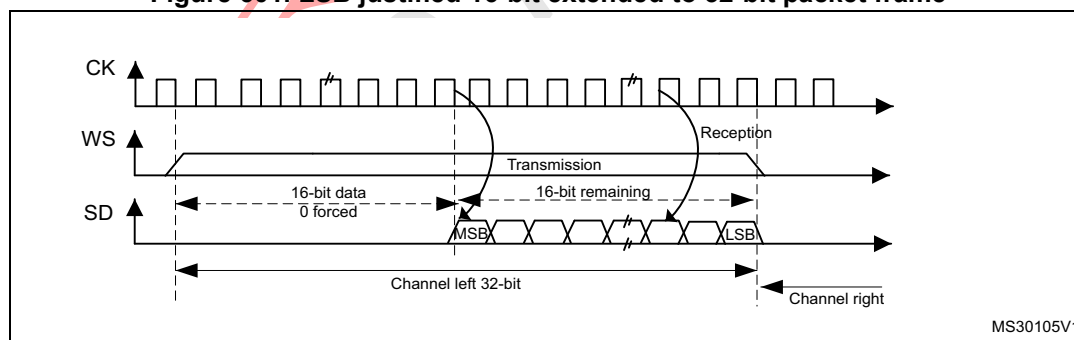 CK
Reception
WS
Transmission
16-bit data
0 forced
16-bit remaining
SD
MSB
LSB
Channel left 32-bit
Channel right
MS30105V1